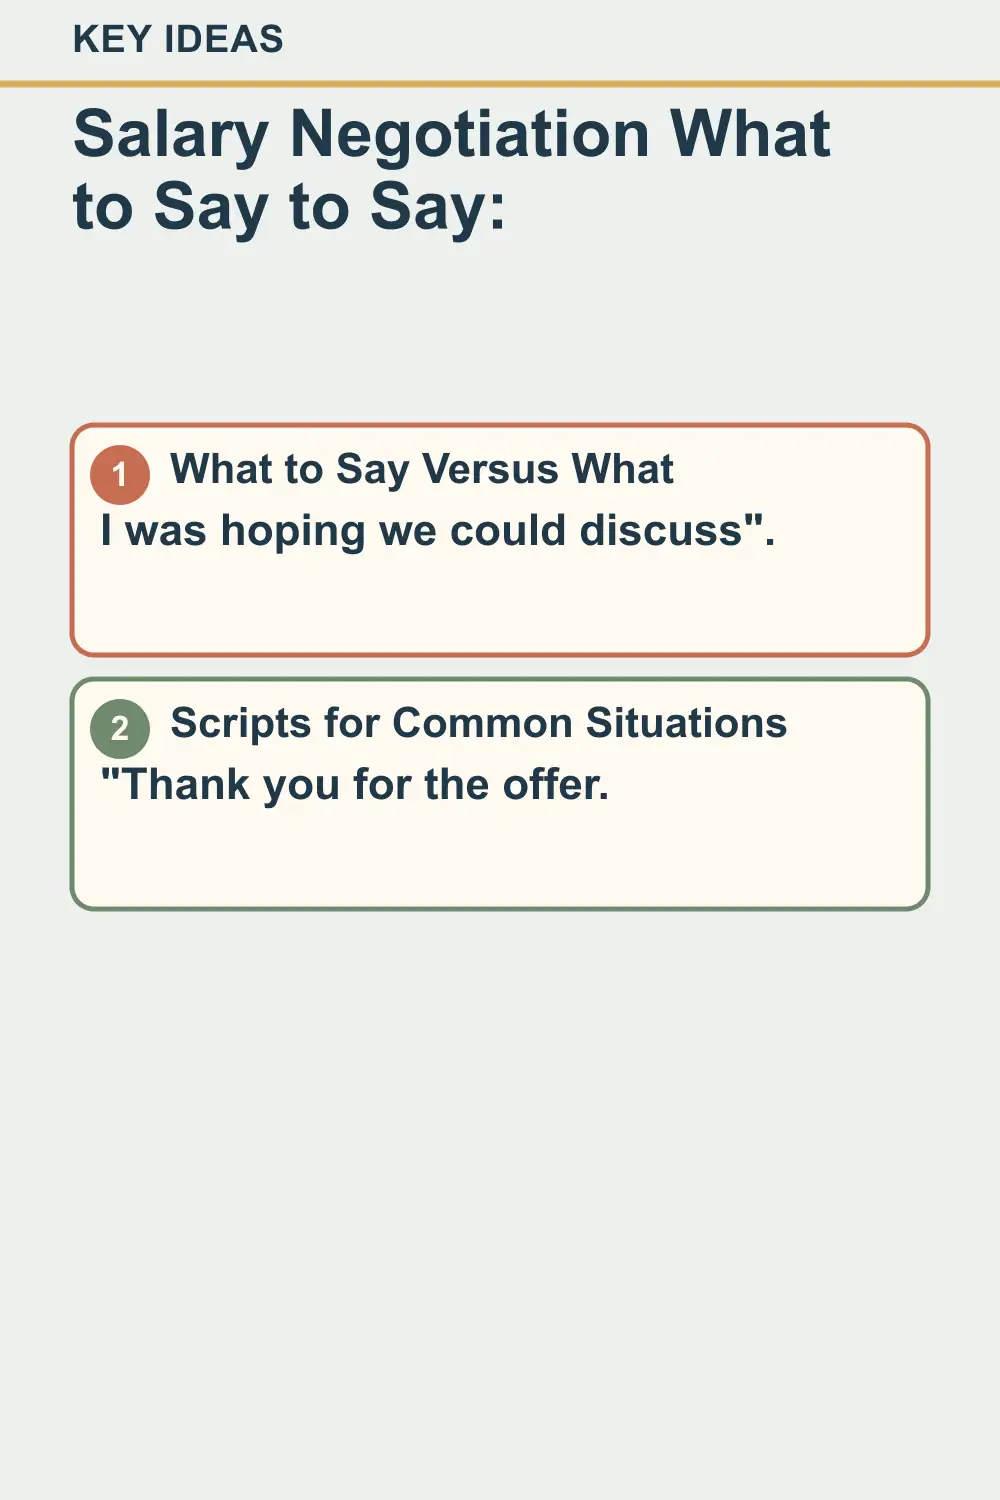 KEY IDEAS
Salary Negotiation What
to Say to Say:
1 What to Say Versus What
I was hoping we could discuss".
2 Scripts for Common Situations
"Thank you for the offer.